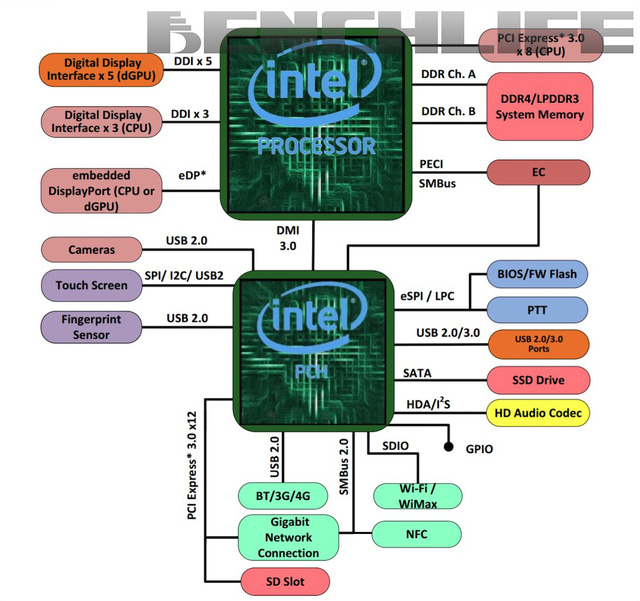 BENCHLIFE
PCI Express* 3.0
x 8 (CPU)
Digital Display
Interface x 5 (dGPU)
DDI x 5
intel
PROCESSOR
DDR Ch. A
DDR4/LPDDR3
System Memory
Digital Display
Interface x 3 (CPU)
DDI x 3
DDR Ch. B
embedded
DisplayPort (CPU or
dGPU)
eDP*
PECI
SMBus
EC
DMI
3.0
Cameras
USB 2.0
Touch Screen
SPI/ I2C/ USB2
Fingerprint
Sensor
USB 2.0
intel
PCH
eSPI / LPC
BIOS/FW Flash
PTT
USB 2.0/3.0
USB 2.0/3.0
Ports
SATA
SSD Drive
HDA/I²S
HD Audio Codec
GPIO
SDIO
PCI Express* 3.0 x12
USB 2.0
SMBus 2.0
BT/3G/4G
Wi-Fi /
WiMax
Gigabit
Network
Connection
NFC
SD Slot